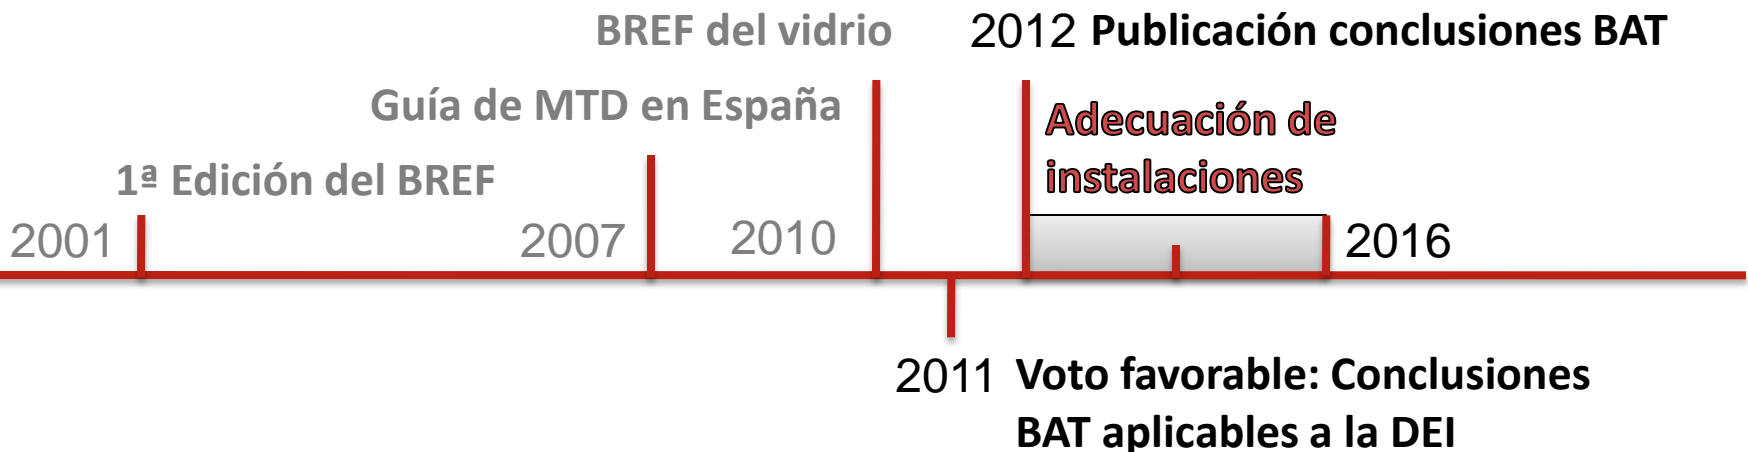 BREF del vidrio
2012 Publicación conclusiones BAT
Guía de MTD en España
Adecuación de
instalaciones
1ª Edición del BREF
2001
2007
2010
2016
2011 Voto favorable: Conclusiones
BAT aplicables a la DEI